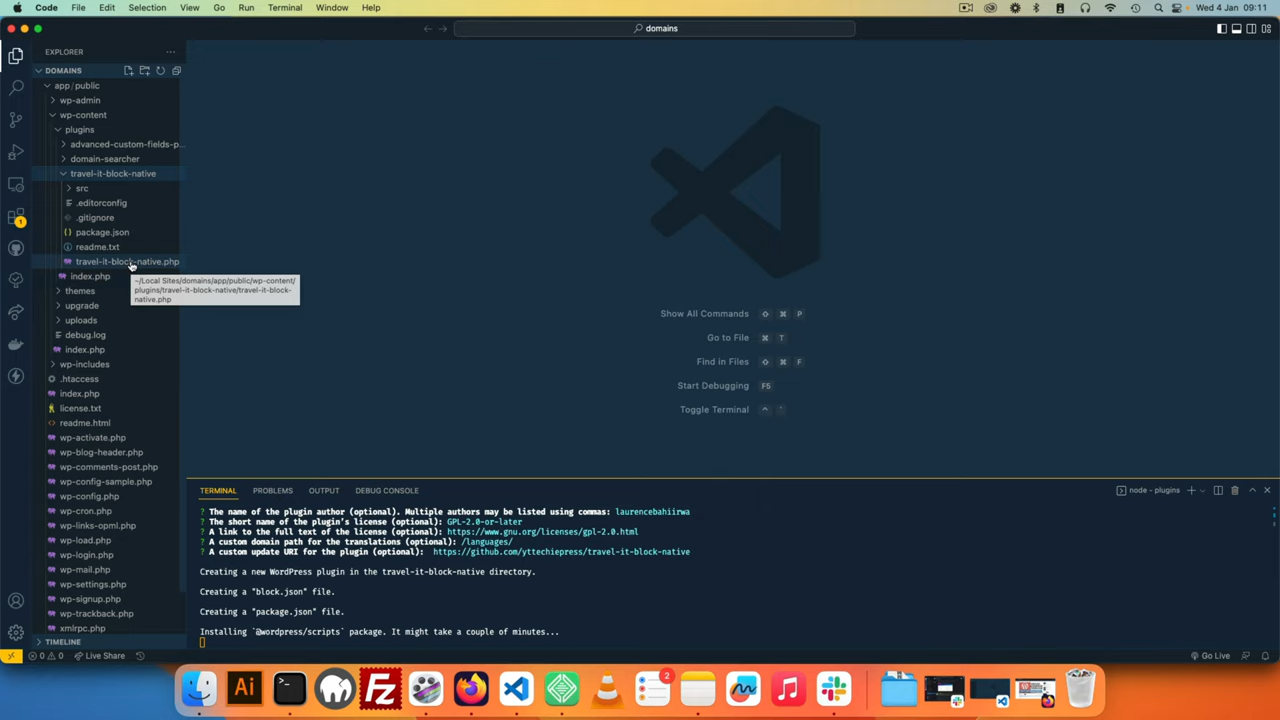 Code File Edit Selection View Go Run Terminal Window Help
Wed 4 Jan 09:11
domains
EXPLORER
DOMAINS
app / public
wp-admin
wp-content
plugins
advanced-custom-fields-p...
domain-searcher
travel-it-block-native
src
.editorconfig
.gitignore
package.json
readme.txt
travel-it-block-native.php
index.php
~/Local Sites/domains/app/public/wp-content/
plugins/travel-it-block-native/travel-it-block-
native.php
themes
upgrade
uploads
debug.log
index.php
wp-includes
.htaccess
index.php
license.txt
readme.html
wp-activate.php
wp-blog-header.php
wp-comments-post.php
wp-config-sample.php
wp-config.php
wp-cron.php
wp-links-opml.php
wp-load.php
wp-login.php
wp-mail.php
wp-settings.php
wp-signup.php
wp-trackback.php
xmlrpc.php
TIMELINE
Show All Commands ⇧ ⌘ P
Go to File ⌘ T
Find in Files ⇧ ⌘ F
Start Debugging F5
Toggle Terminal ^ `
TERMINAL PROBLEMS OUTPUT DEBUG CONSOLE
node - plugins
? The name of the plugin author (optional). Multiple authors may be listed using commas: laurencebahiirwa
? The short name of the plugin's license (optional): GPL-2.0-or-later
? A link to the full text of the license (optional): https://www.gnu.org/licenses/gpl-2.0.html
? A custom domain path for the translations (optional): /languages/
? A custom update URI for the plugin (optional): https://github.com/yttechiepress/travel-it-block-native
Creating a new WordPress plugin in the travel-it-block-native directory.
Creating a "block.json" file.
Creating a "package.json" file.
Installing `@wordpress/scripts` package. It might take a couple of minutes...
0 0 Live Share
Go Live
1
Ai
>_
FZ
2